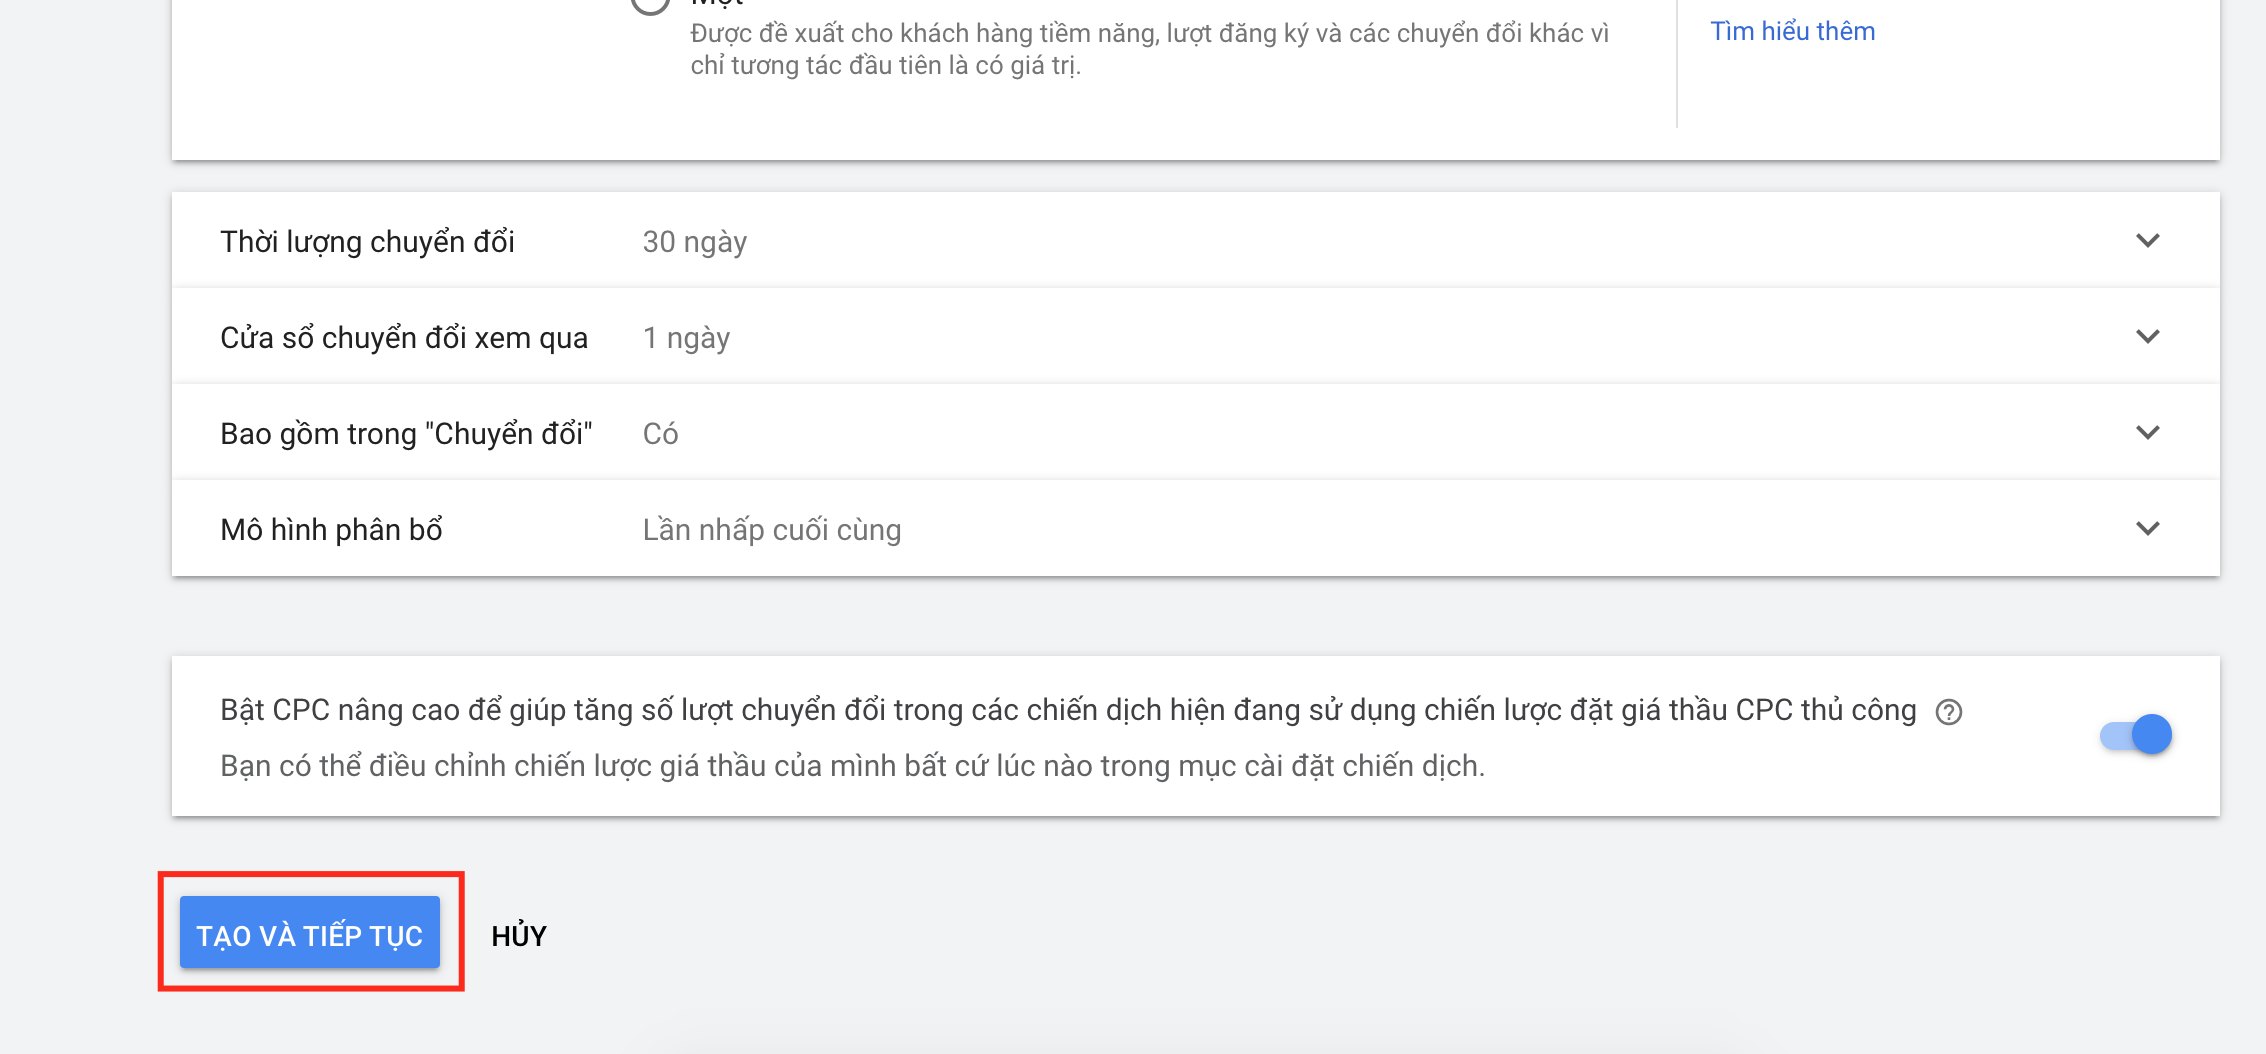 Được đề xuất cho khách hàng tiềm năng, lượt đăng ký và các chuyển đổi khác vì
chỉ tương tác đầu tiên là có giá trị.
Tìm hiểu thêm
Thời lượng chuyển đổi 30 ngày
Cửa sổ chuyển đổi xem qua 1 ngày
Bao gồm trong "Chuyển đổi" Có
Mô hình phân bổ Lần nhấp cuối cùng
Bật CPC nâng cao để giúp tăng số lượt chuyển đổi trong các chiến dịch hiện đang sử dụng chiến lược đặt giá thầu CPC thủ công
Bạn có thể điều chỉnh chiến lược giá thầu của mình bất cứ lúc nào trong mục cài đặt chiến dịch.
TẠO VÀ TIẾP TỤC HỦY